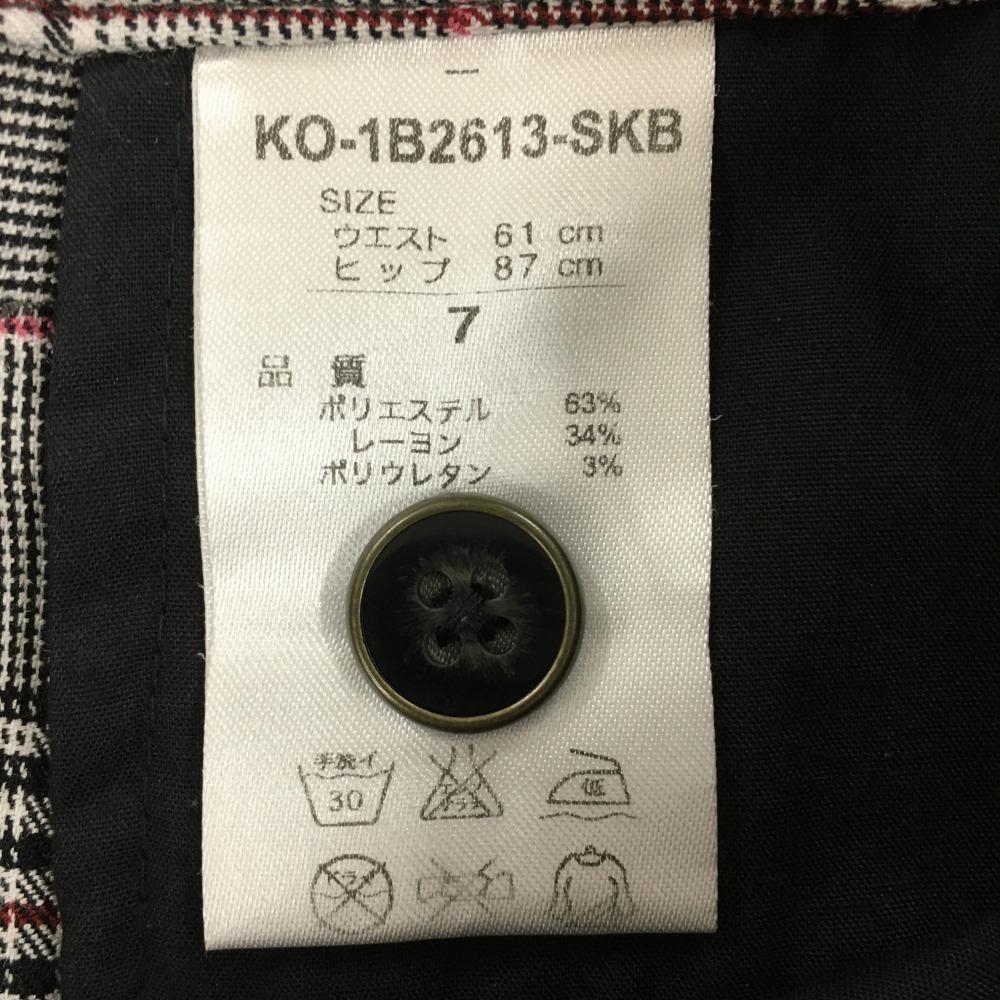 KO-1B2613-SKB
SIZE
ウエスト 61 cm
ヒップ 87 cm
7
品質
ポリエステル 63%
レーヨン 34%
ポリウレタン 3%
手洗イ
30
低